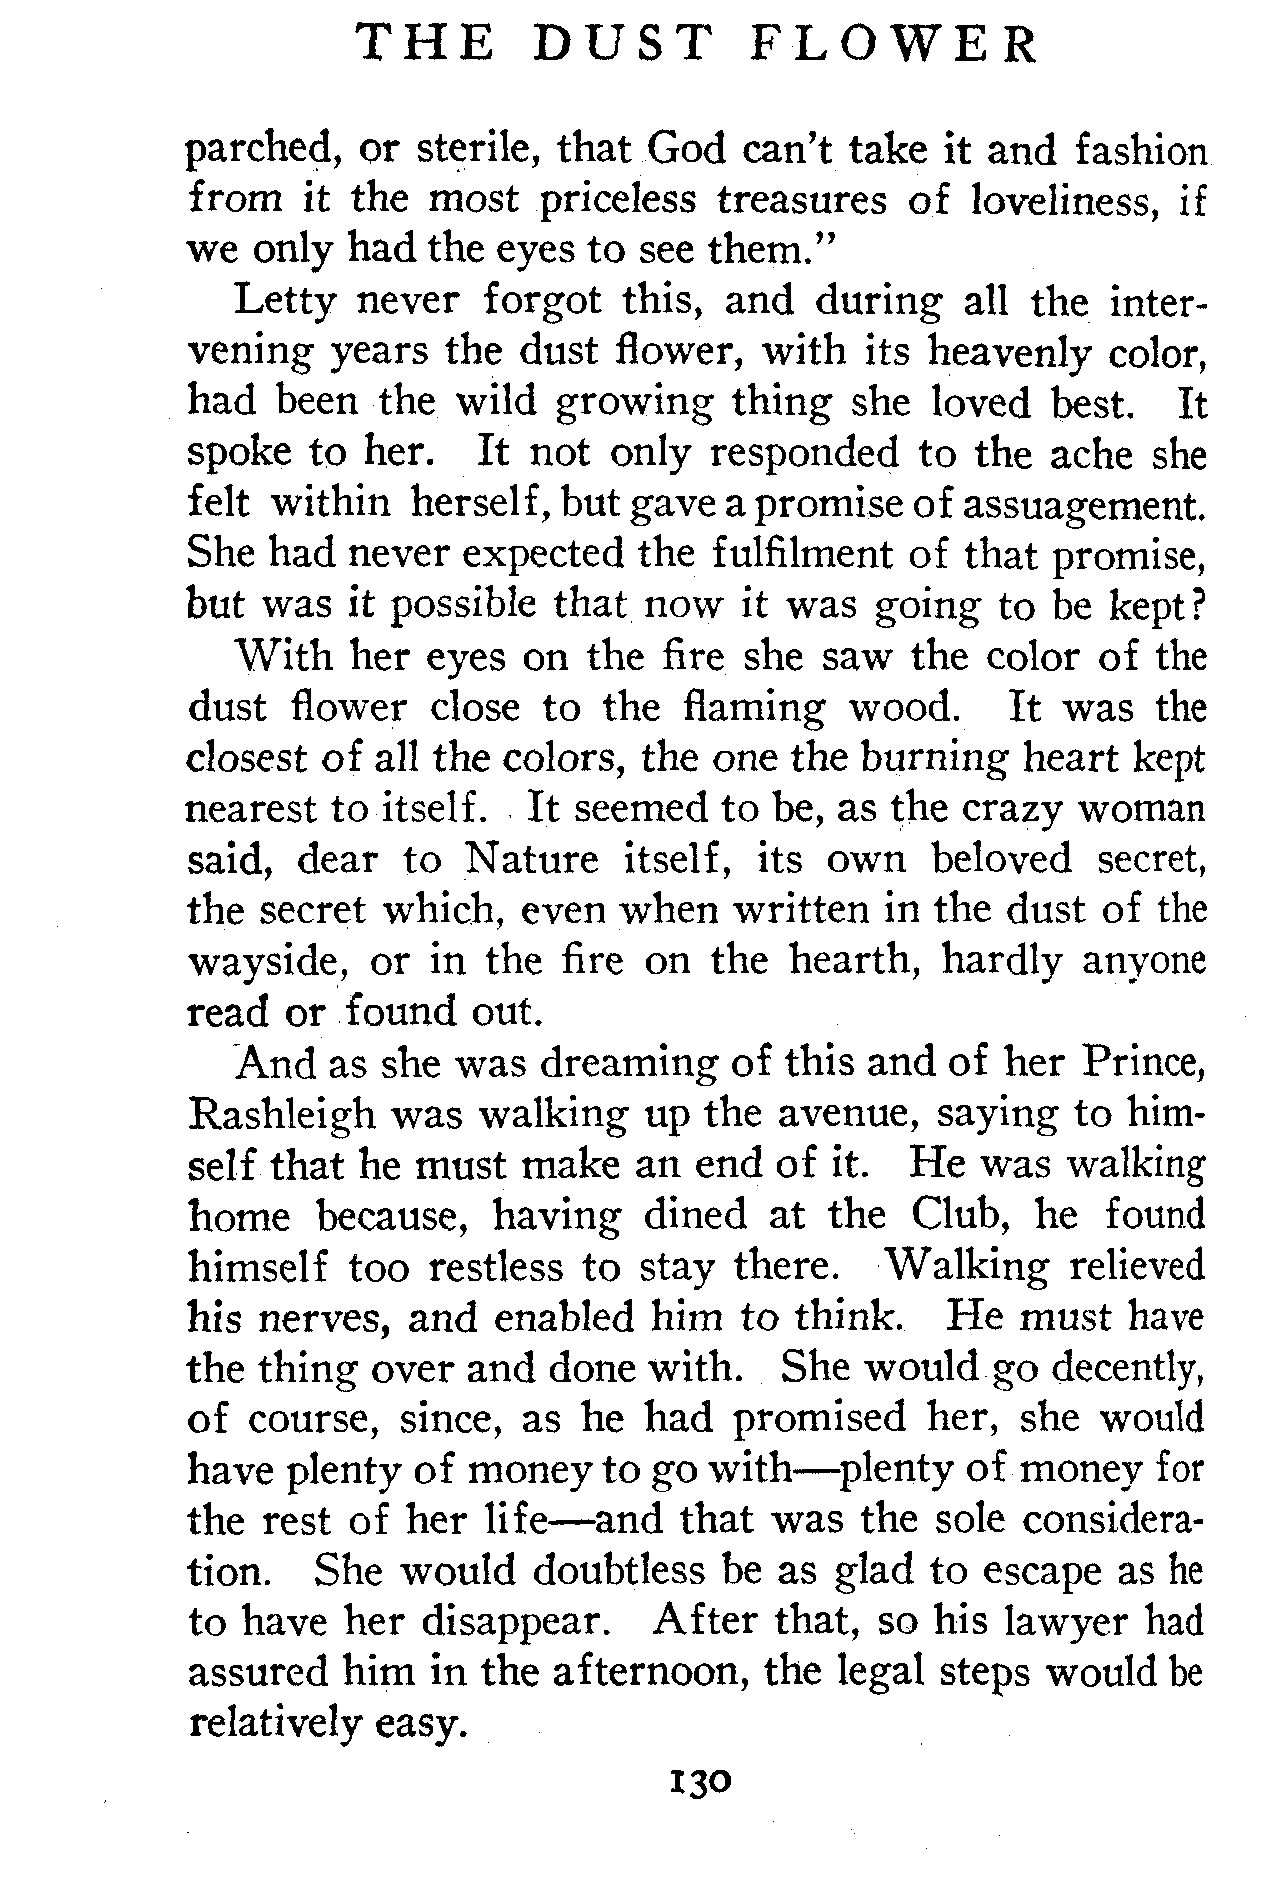 THE DUST FLOWER
parched, or sterile, that God can't take it and fashion
from it the most priceless treasures of loveliness, if
we only had the eyes to see them."
Letty never forgot this, and during all the inter-
vening years the dust flower, with its heavenly color,
had been the wild growing thing she loved best. It
spoke to her. It not only responded to the ache she
felt within herself, but gave a promise of assuagement.
She had never expected the fulfilment of that promise,
but was it possible that now it was going to be kept?
With her eyes on the fire she saw the color of the
dust flower close to the flaming wood. It was the
closest of all the colors, the one the burning heart kept
nearest to itself. It seemed to be, as the crazy woman
said, dear to Nature itself, its own beloved secret,
the secret which, even when written in the dust of the
wayside, or in the fire on the hearth, hardly anyone
read or found out.
And as she was dreaming of this and of her Prince,
Rashleigh was walking up the avenue, saying to him-
self that he must make an end of it. He was walking
home because, having dined at the Club, he found
himself too restless to stay there. Walking relieved
his nerves, and enabled him to think. He must have
the thing over and done with. She would go decently,
of course, since, as he had promised her, she would
have plenty of money to go with—plenty of money for
the rest of her life—and that was the sole considera-
tion. She would doubtless be as glad to escape as he
to have her disappear. After that, so his lawyer had
assured him in the afternoon, the legal steps would be
relatively easy.
130